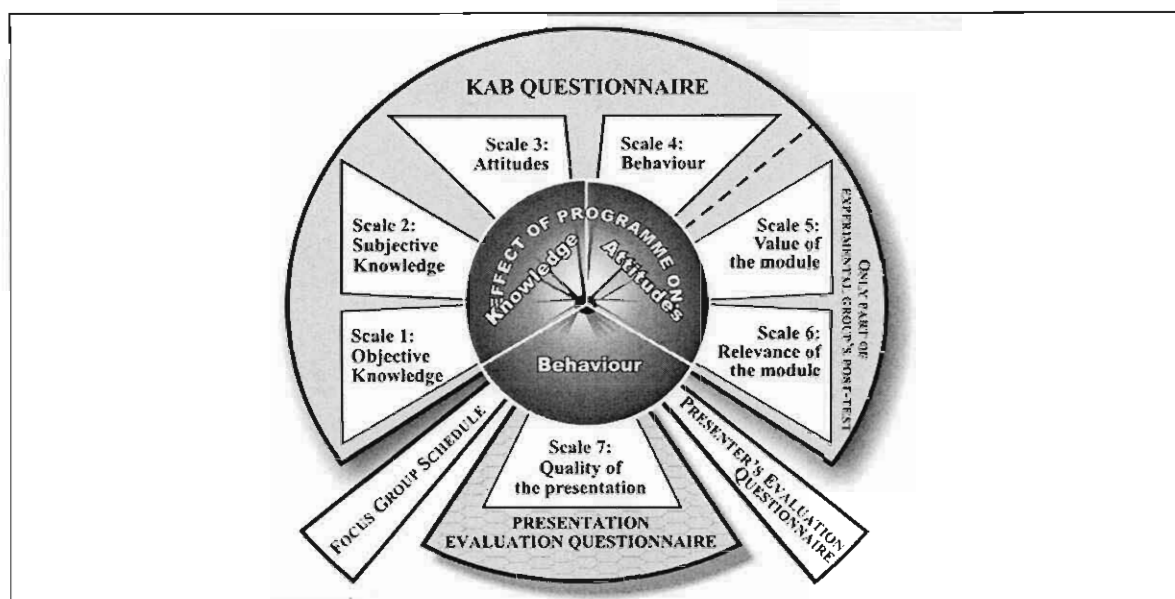 KAB QUESTIONNAIRE
Scale 3:
Attitudes
Scale 4:
Behaviour
Scale 2:
Subjective
Knowledge
Scale 5:
Value of
the module
ONLY PART OF
EXPERIMENTAL GROUP'S POST-TEST
EFFECT OF PROGRAMME ON:
Knowledge
Attitudes
Behaviour
Scale 1:
Objective
Knowledge
Scale 6:
Relevance of
the module
FOCUS GROUP SCHEDULE
Scale 7:
Quality of
the presentation
PRESENTATION
EVALUATION QUESTIONNAIRE
PRESENTER'S EVALUATION
QUESTIONNAIRE